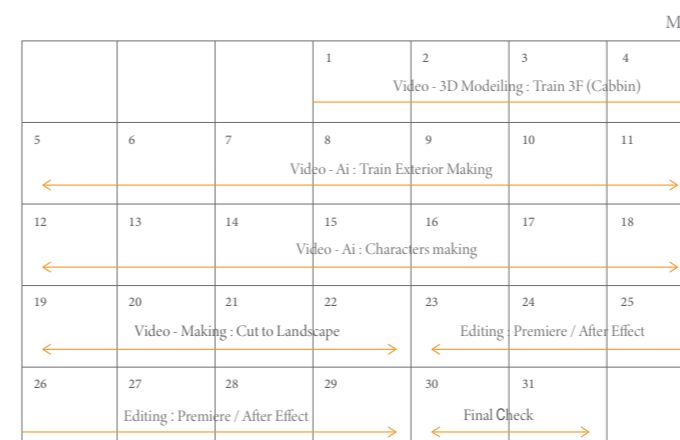 M
1 2 3 4
Video - 3D Modeiling : Train 3F (Cabbin)
5 6 7 8 9 10 11
Video - Ai : Train Exterior Making
12 13 14 15 16 17 18
Video - Ai : Characters making
19 20 21 22 23 24 25
Video - Making : Cut to Landscape Editing : Premiere / After Effect
26 27 28 29 30 31
Editing : Premiere / After Effect Final Check